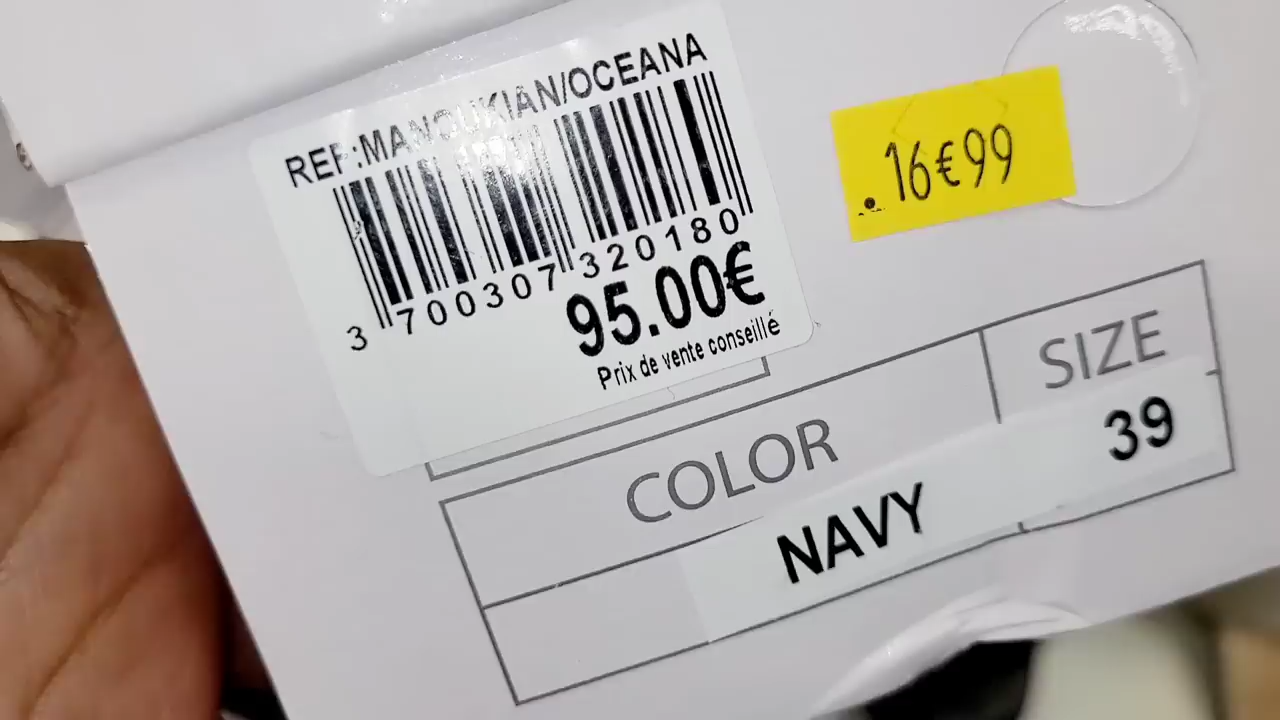 REF:MANOUKIAN/OCEANA
3 700307 320180
95.00€
Prix de vente conseillé
16€99
COLOR
SIZE
NAVY
39